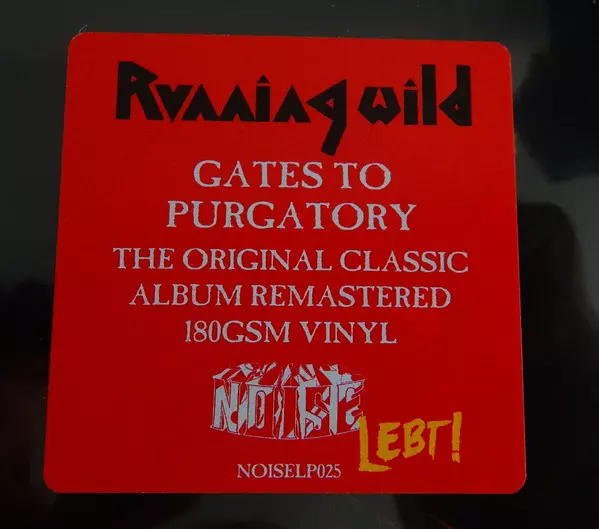 Running wild
GATES TO
PURGATORY
THE ORIGINAL CLASSIC
ALBUM REMASTERED
180GSM VINYL
NOISE
LEBT!
NOISELP025